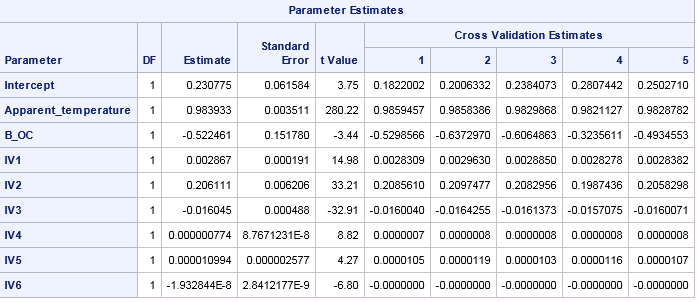 Parameter Estimates
Cross Validation Estimates
Parameter DF Estimate Standard Error t Value 1 2 3 4 5
Intercept 1 0.230775 0.061584 3.75 0.1822002 0.2006332 0.2384073 0.2807442 0.2502710
Apparent_temperature 1 0.983933 0.003511 280.22 0.9859457 0.9858386 0.9829868 0.9821127 0.9828782
B_OC 1 -0.522461 0.151780 -3.44 -0.5298566 -0.6372970 -0.6064863 -0.3235611 -0.4934553
IV1 1 0.002867 0.000191 14.98 0.0028309 0.0029630 0.0028850 0.0028278 0.0028382
IV2 1 0.206111 0.006206 33.21 0.2085610 0.2097477 0.2082956 0.1987436 0.2058298
IV3 1 -0.016045 0.000488 -32.91 -0.0160040 -0.0164255 -0.0161373 -0.0157075 -0.0160071
IV4 1 0.000000774 8.7671231E-8 8.82 0.0000007 0.0000008 0.0000008 0.0000008 0.0000008
IV5 1 0.000010994 0.000002577 4.27 0.0000105 0.0000119 0.0000103 0.0000116 0.0000107
IV6 1 -1.932844E-8 2.8412177E-9 -6.80 -0.0000000 -0.0000000 -0.0000000 -0.0000000 -0.0000000